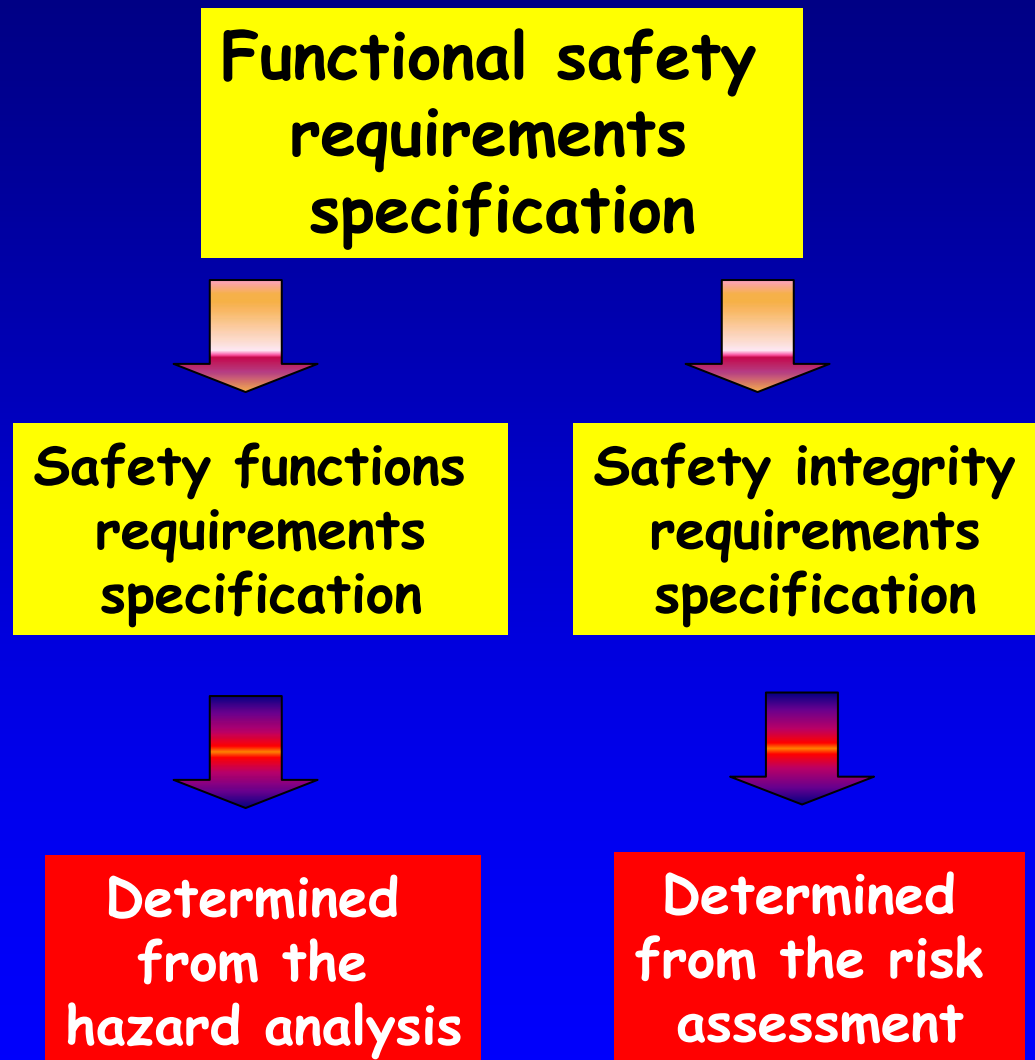 Functional safety
requirements
specification
Safety functions
requirements
specification
Safety integrity
requirements
specification
Determined
from the
hazard analysis
Determined
from the risk
assessment